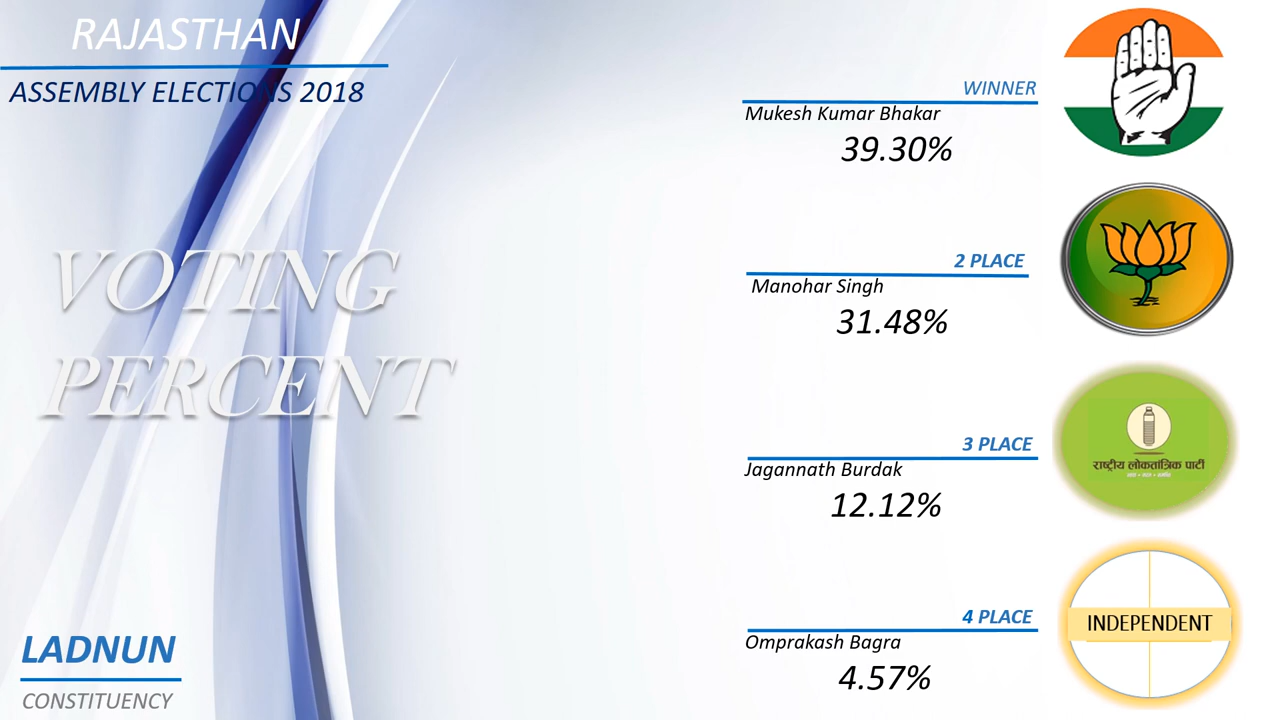 RAJASTHAN
ASSEMBLY ELECTIONS 2018
VOTING
PERCENT
LADNUN
CONSTITUENCY
WINNER
Mukesh Kumar Bhakar
39.30%
2 PLACE
Manohar Singh
31.48%
3 PLACE
Jagannath Burdak
12.12%
राष्ट्रीय लोकतांत्रिक पार्टी
4 PLACE
Omprakash Bagra
4.57%
INDEPENDENT